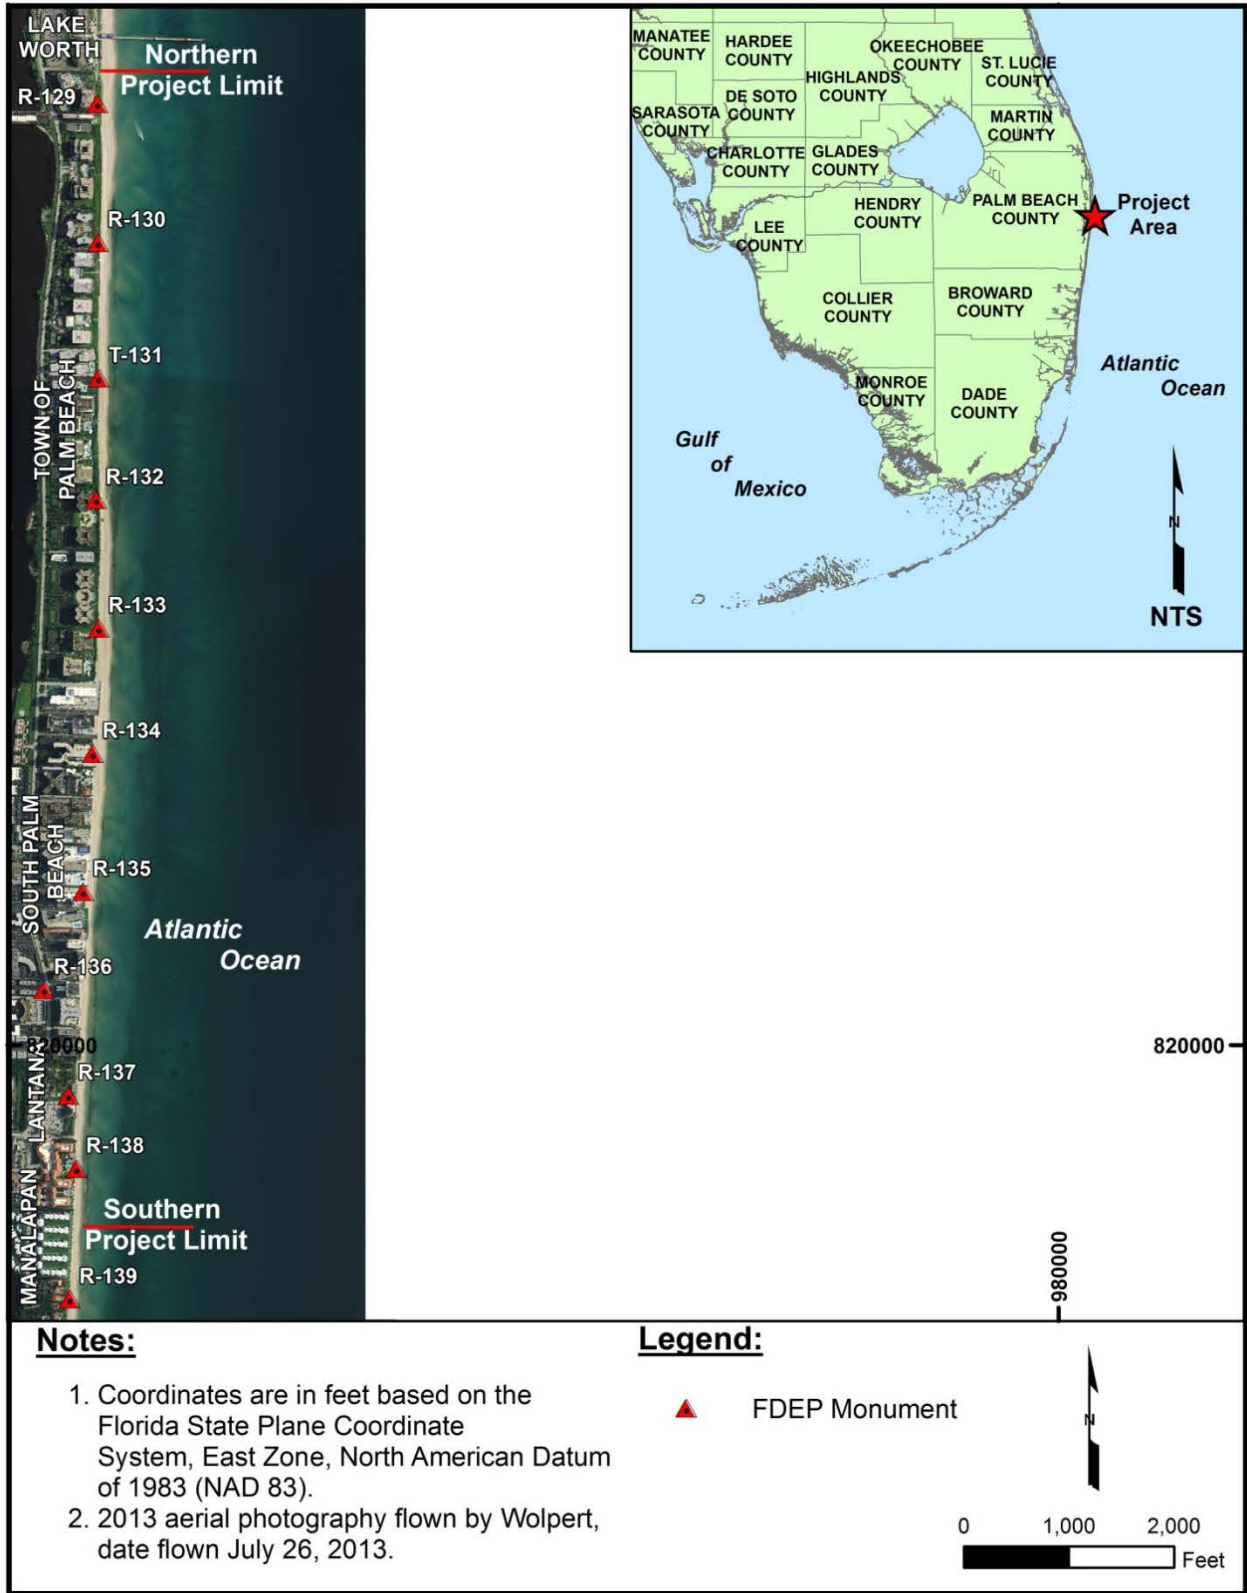 LAKE
WORTH
Northern
Project Limit
R-129
R-130
T-131
TOWN OF
PALM BEACH
R-132
R-133
R-134
SOUTH PALM
BEACH
R-135
Atlantic
Ocean
R-136
820000
820000
LANTANA
R-137
R-138
MANALAPAN
Southern
Project Limit
R-139
980000
MANATEE
COUNTY
HARDEE
COUNTY
OKEECHOBEE
COUNTY
ST. LUCIE
COUNTY
HIGHLANDS
COUNTY
DE SOTO
COUNTY
SARASOTA
COUNTY
MARTIN
COUNTY
CHARLOTTE
COUNTY
GLADES
COUNTY
HENDRY
COUNTY
PALM BEACH
COUNTY
Project
Area
LEE
COUNTY
COLLIER
COUNTY
BROWARD
COUNTY
MONROE
COUNTY
DADE
COUNTY
Atlantic
Ocean
Gulf
of
Mexico
N
NTS
Notes:
1. Coordinates are in feet based on the
Florida State Plane Coordinate
System, East Zone, North American Datum
of 1983 (NAD 83).
2. 2013 aerial photography flown by Wolpert,
date flown July 26, 2013.
Legend:
FDEP Monument
N
0 1,000 2,000
Feet